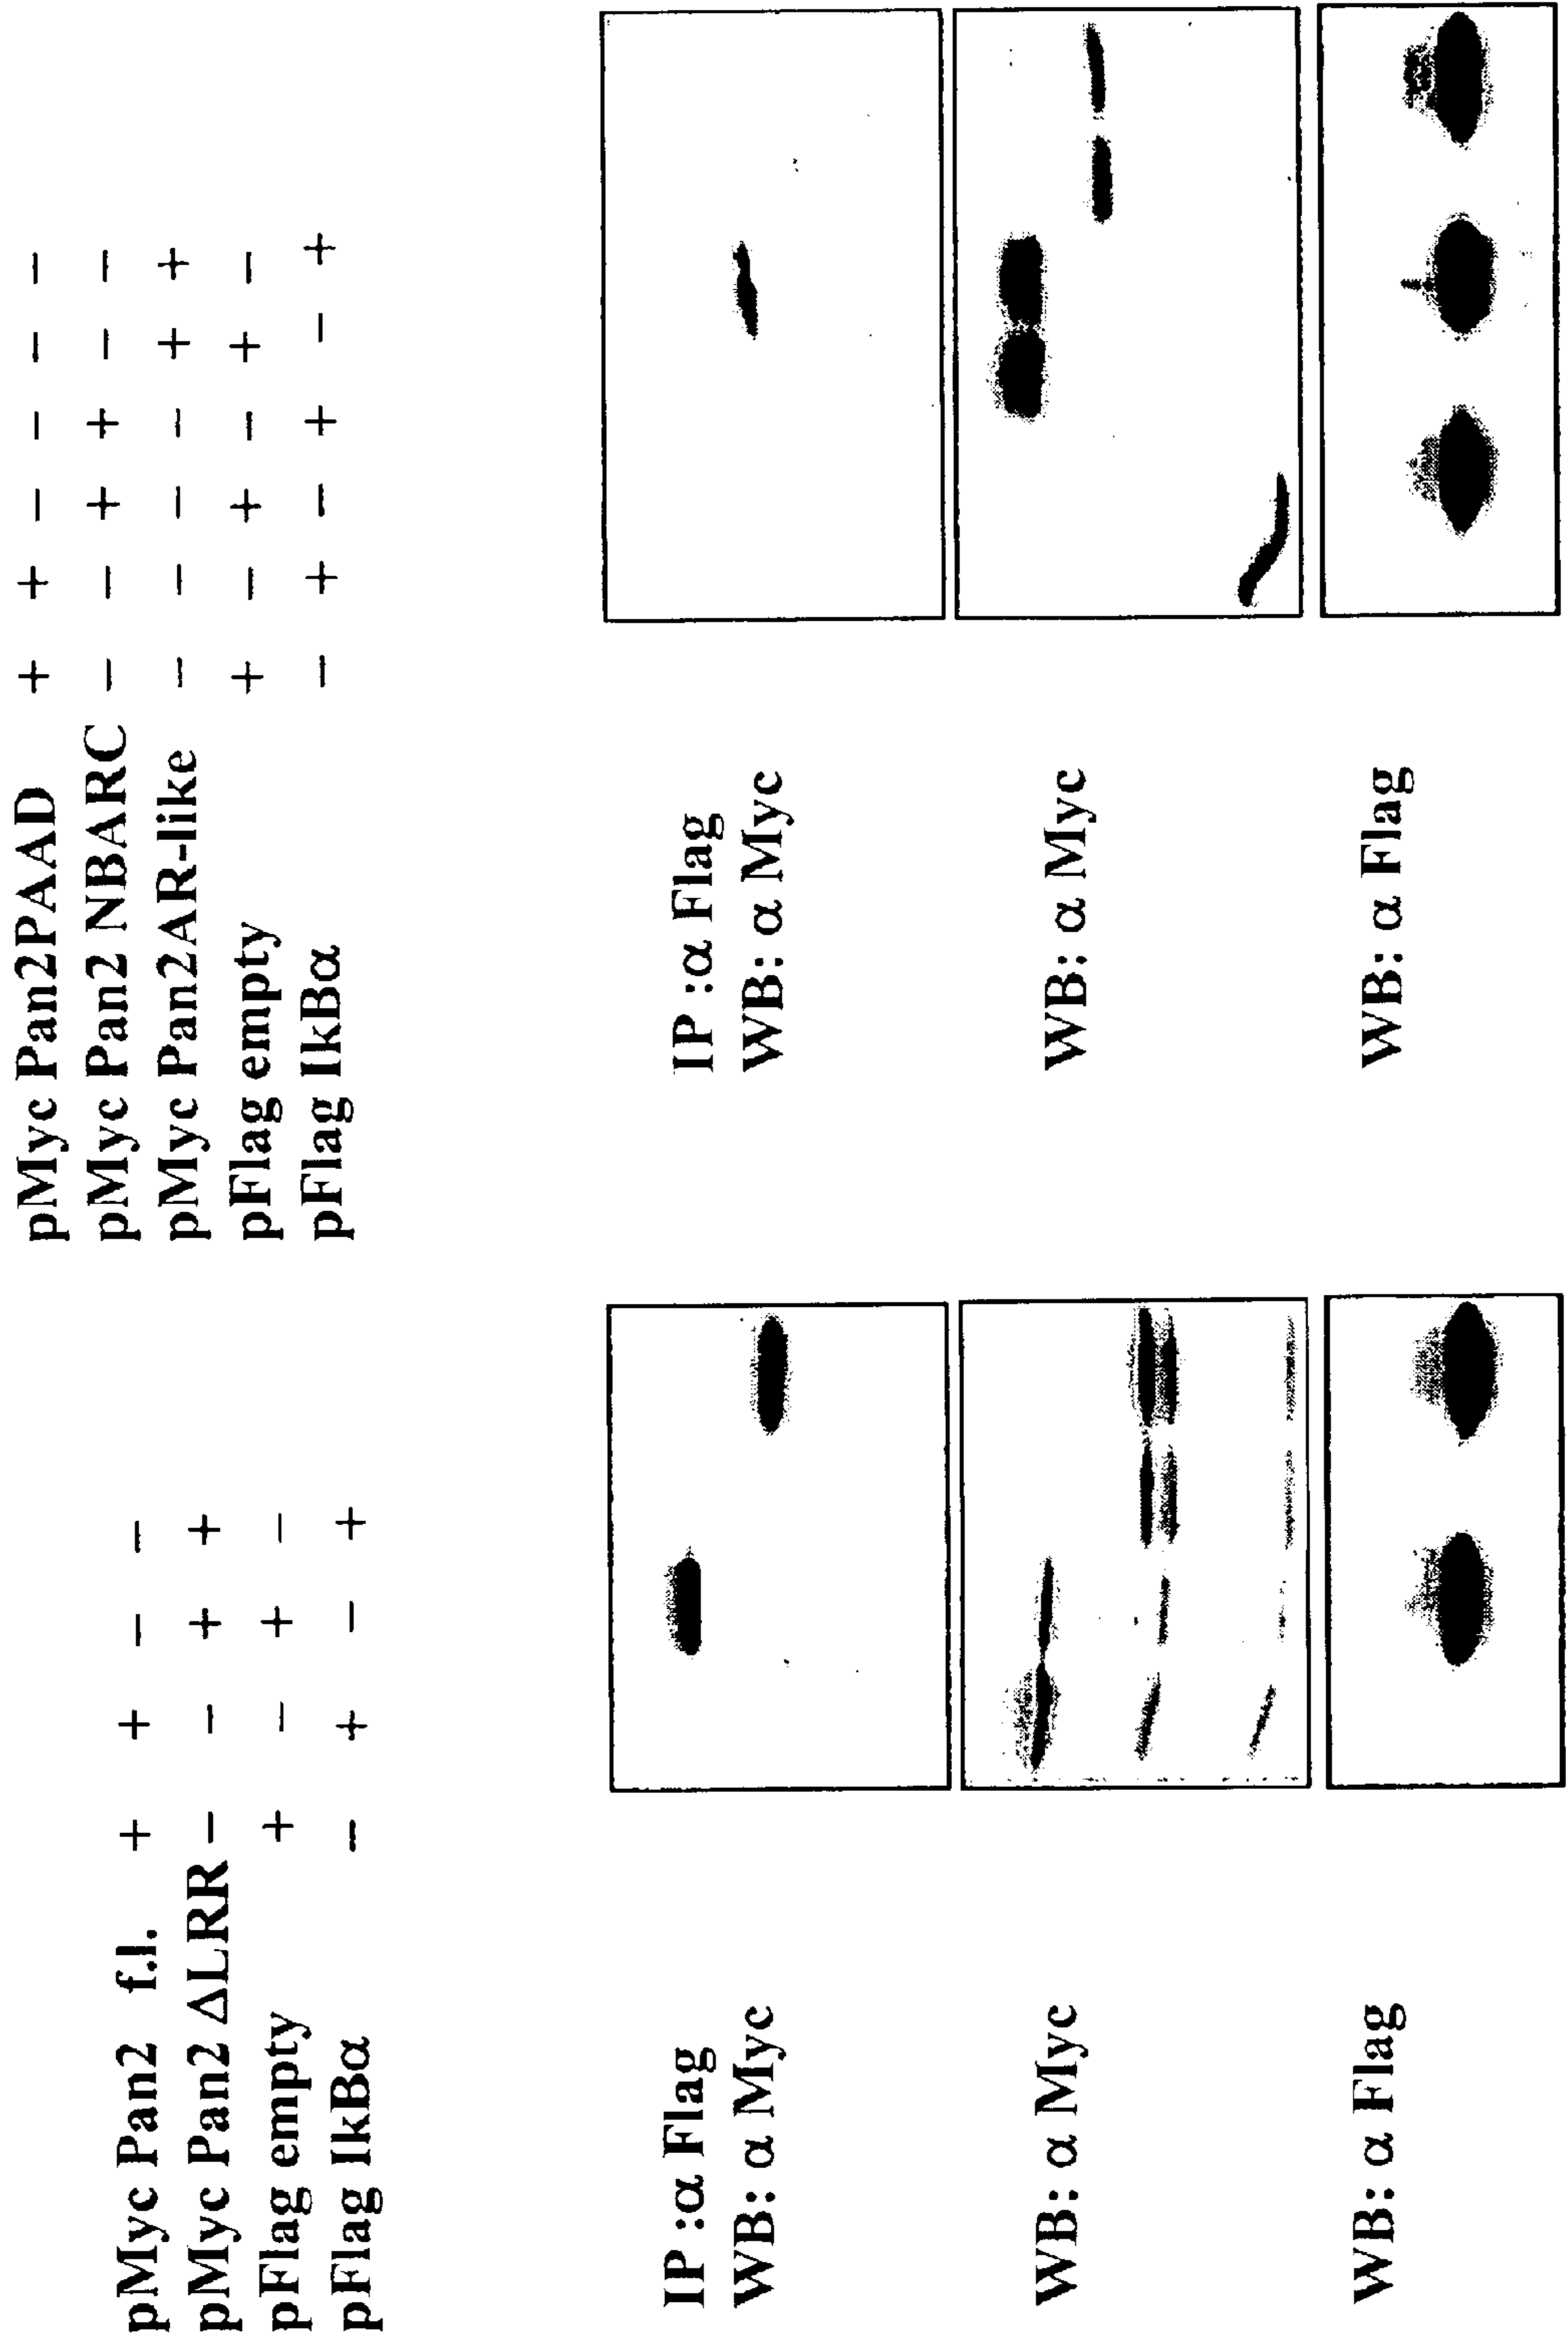 pMyc Pan2 f.l. + + − −
pMyc Pan2 ΔLRR − − + +
pFlag empty + − + −
pFlag IkBα − + − +
IP :α Flag
WB: α Myc
WB: α Myc
WB: α Flag
pMyc Pan2PAAD + + − − − −
pMyc Pan2 NBARC − − + + − −
pMyc Pan2AR-like − − − − + +
pFlag empty + − + − + −
pFlag IkBα − + − + − +
IP :α Flag
WB: α Myc
WB: α Myc
WB: α Flag